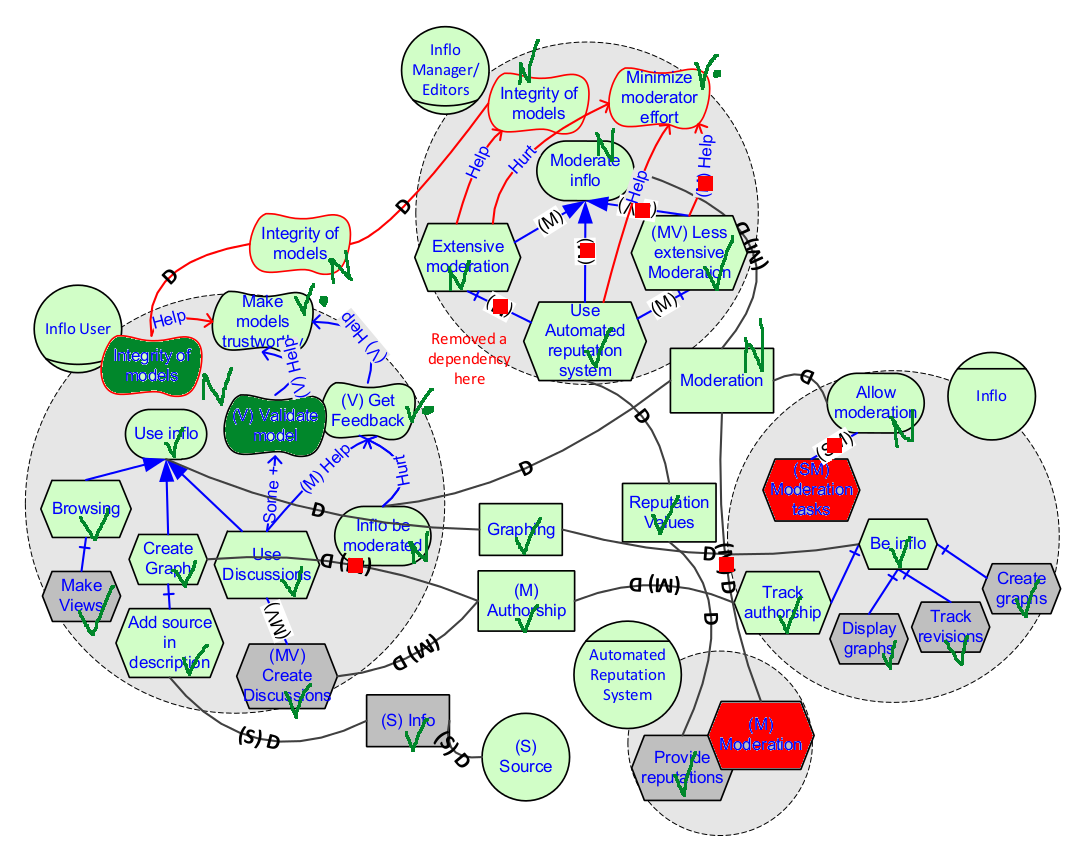 Inflo
Manager/
Editors
Integrity of
models
Minimize
moderator
effort
Help
Hurt
Help
Help
Moderate
inflo
N
N
D
Extensive
moderation
(M)
(MV) Less
extensive
Moderation
(M)
Use
Automated
reputation
system
(M) D
Removed a
dependency
here
Integrity of
models
N
D
Inflo User
Help
Make
models
trustwor
Integrity of
models
N
(V) Help
(V) Help
(V) Validate
model
(V) Get
Feedback
Use inflo
Some +
(M) Help
Hurt
Inflo be
moderated
N
Browsing
Create
Graph
Use
Discussions
Make
Views
Add source
in
description
(M)
(MV)
Create
Discussions
D
D
D
Graphing
(M)
Authorship
(M) D
(M) D
D (S)
(S) Info
(S) D
(S)
Source
Moderation
N
D
D
Reputation
Values
D
D
D
Allow
moderation
N
Inflo
(SM)
Moderation
tasks
Be inflo
Track
authorship
Display
graphs
Track
revisions
Create
graphs
Automated
Reputation
System
Provide
reputations
(M)
Moderation